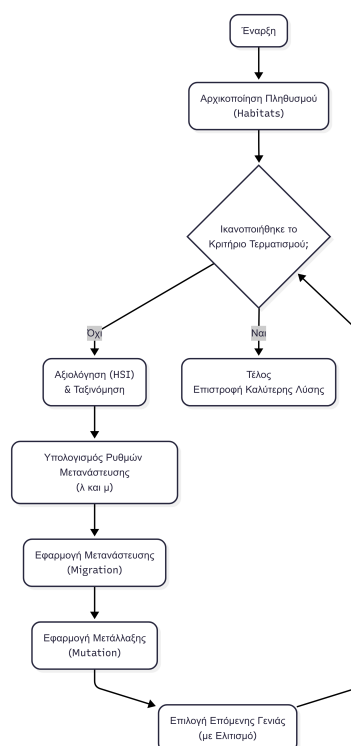 Έναρξη
Αρχικοποίηση Πληθυσμού
(Habitats)
Ικανοποιήθηκε το
Κριτήριο Τερματισμού;
Όχι
Ναι
Αξιολόγηση (HSI)
& Ταξινόμηση
Τέλος
Επιστροφή Καλύτερης Λύσης
Υπολογισμός Ρυθμών
Μετανάστευσης
(λ και μ)
Εφαρμογή Μετανάστευσης
(Migration)
Εφαρμογή Μετάλλαξης
(Mutation)
Επιλογή Επόμενης Γενιάς
(με Ελιτισμό)